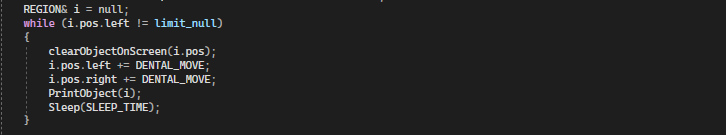 REGION& i = null;
while (i.pos.left != limit_null)
{
clearObjectOnScreen(i.pos);
i.pos.left += DENTAL_MOVE;
i.pos.right += DENTAL_MOVE;
PrintObject(i);
Sleep(SLEEP_TIME);
}